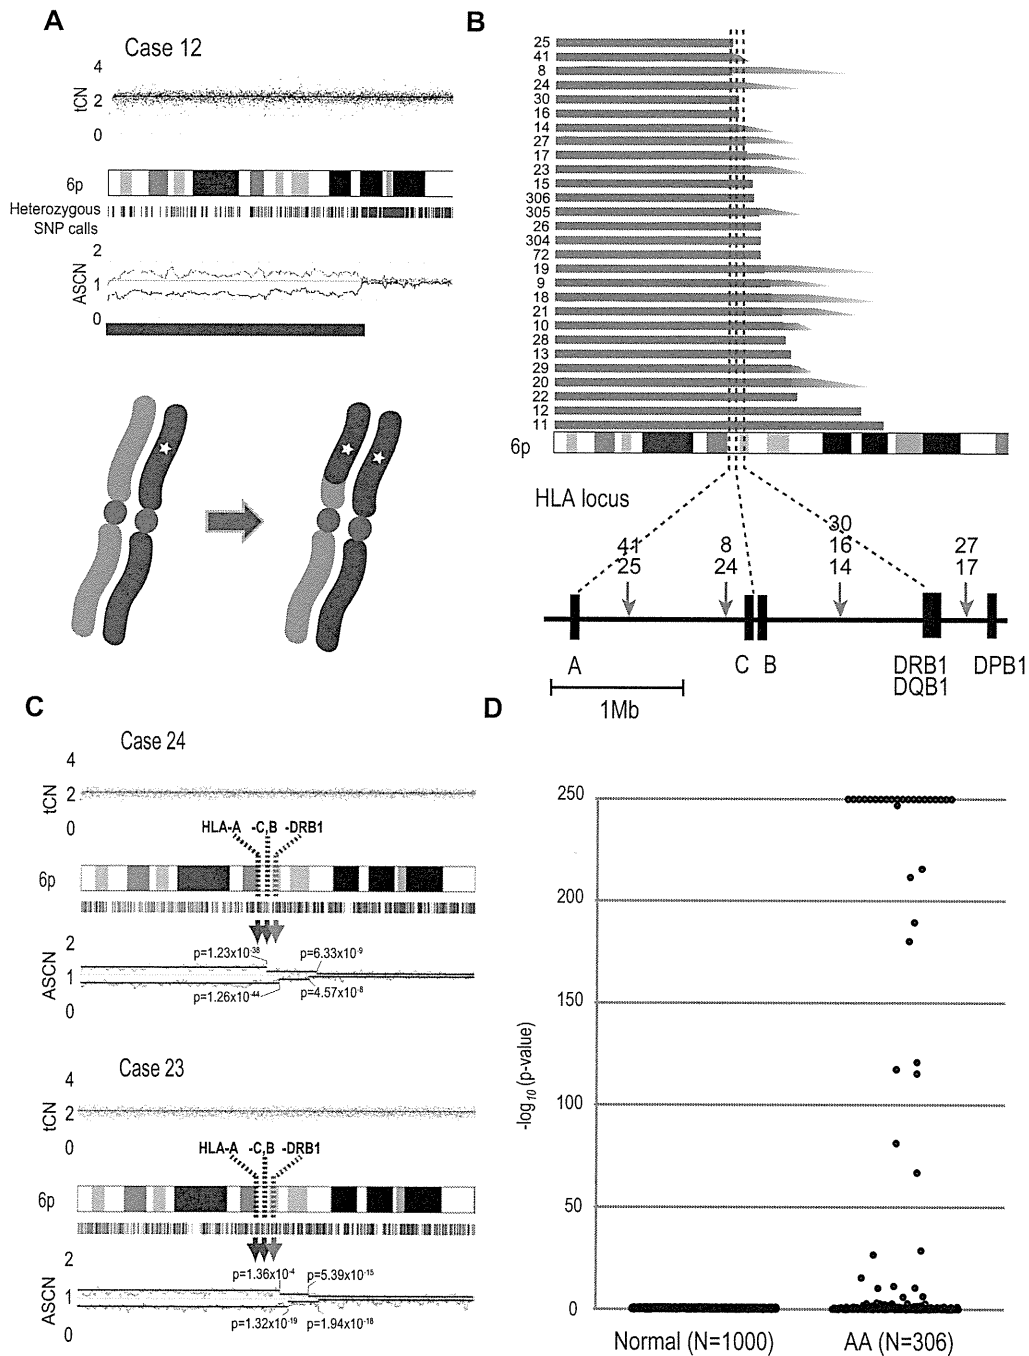 A
Case 12
4
tCN
2
0
6p
Heterozygous
SNP calls
2
ASCN
1
0
B
25
41
8
24
30
16
14
27
17
23
15
306
305
26
304
72
19
9
18
21
10
28
13
29
20
22
12
11
6p
HLA locus
41
25
8
24
30
16
14
27
17
A
C
B
DRB1
DQB1
DPB1
1Mb
C
Case 24
4
tCN
2
0
HLA-A -C,B -DRB1
6p
2
ASCN
1
0
p=1.23x10⁻³⁸
p=6.33x10⁻⁹
p=1.26x10⁻⁴⁴
p=4.57x10⁻⁸
Case 23
4
tCN
2
0
HLA-A -C,B -DRB1
6p
2
ASCN
1
0
p=1.36x10⁻⁴
p=5.39x10⁻¹⁵
p=1.32x10⁻¹⁹
p=1.94x10⁻¹⁸
D
250
200
150
100
50
0
-log₁₀ (p-value)
Normal (N=1000)
AA (N=306)